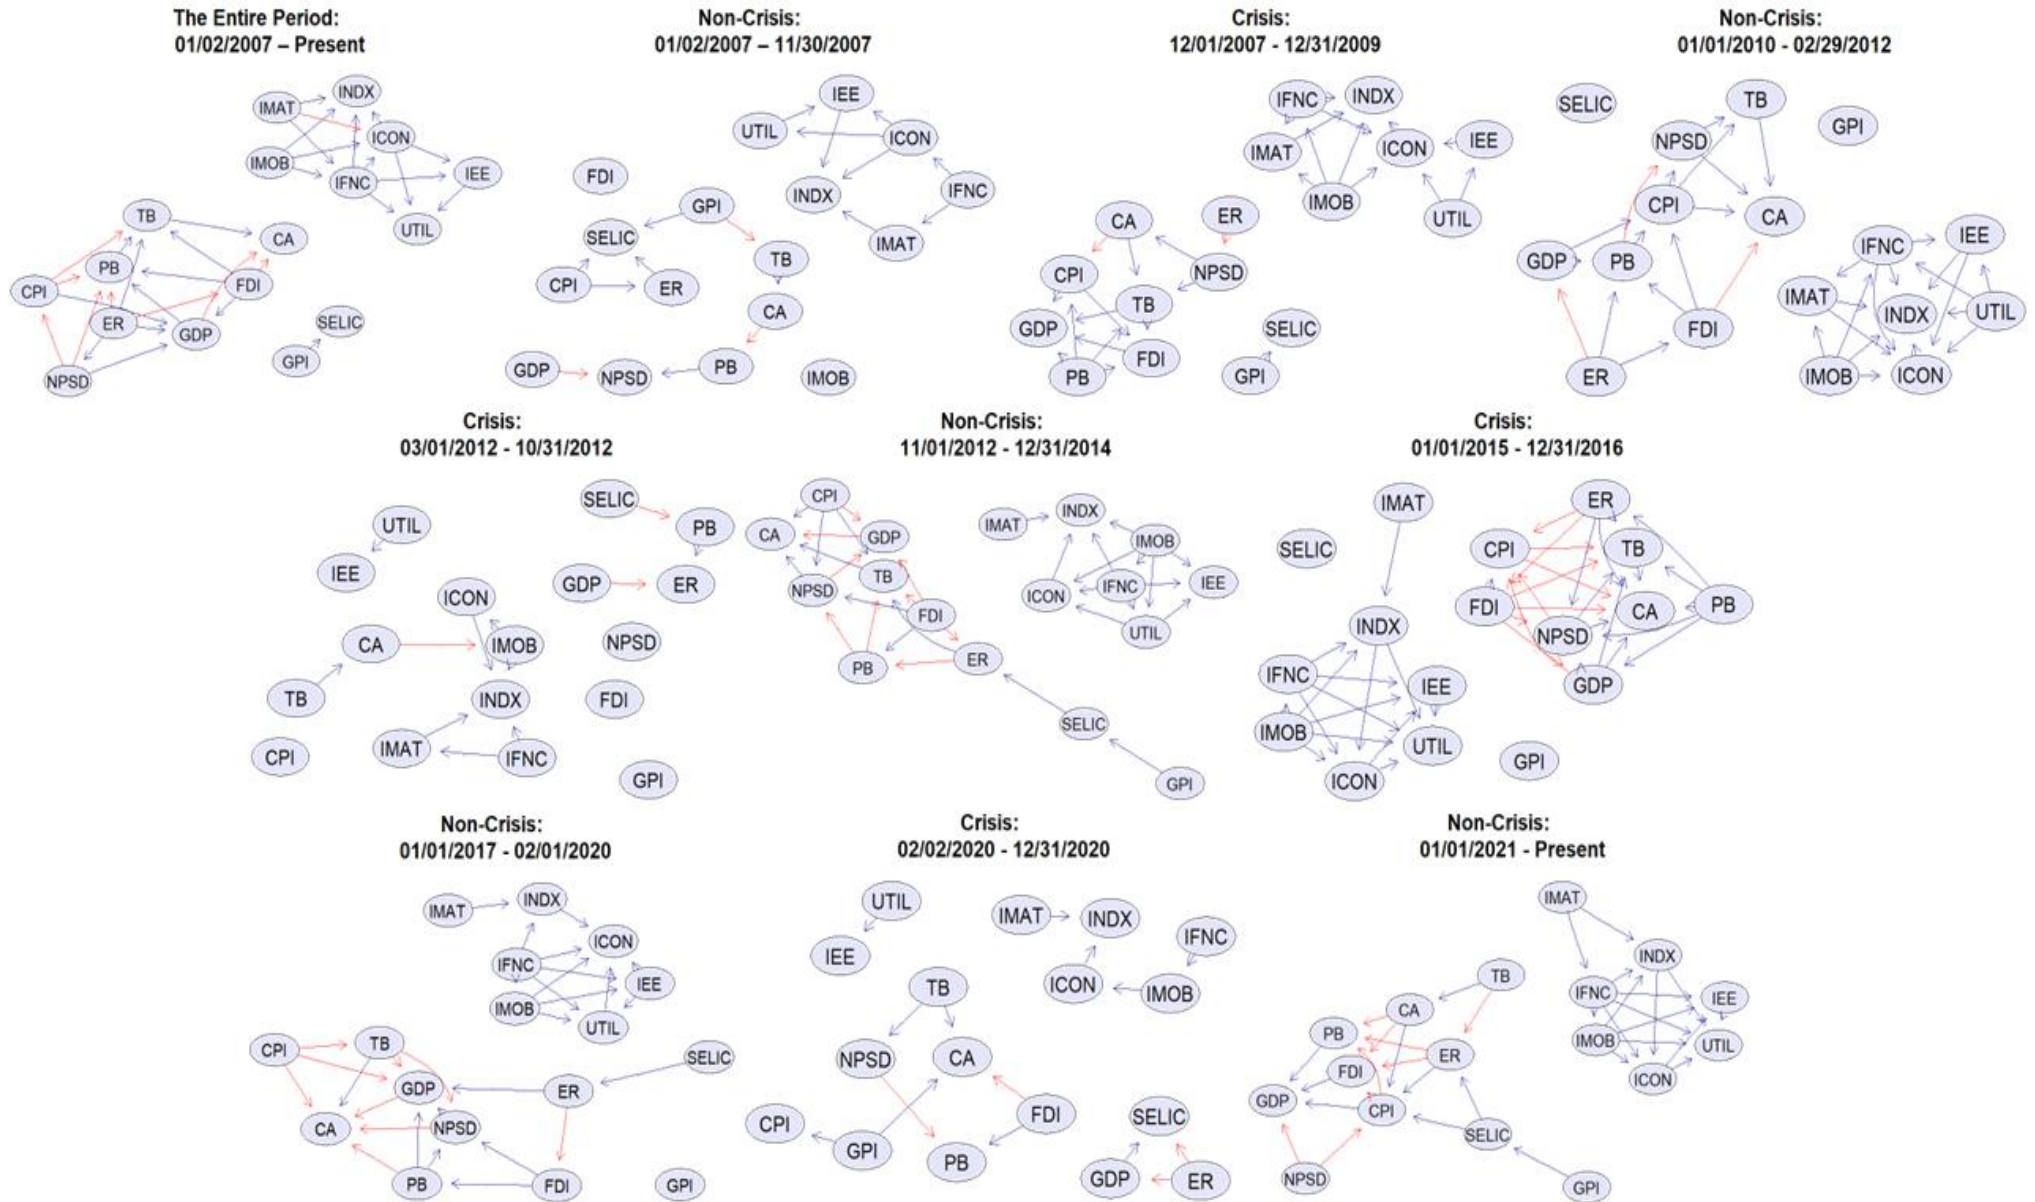 The Entire Period:
01/02/2007 – Present
IMAT
INDX
ICON
IMOB
IFNC
IEE
UTIL
TB
CA
PB
CPI
FDI
ER
GDP
SELIC
GPI
NPSD
Non-Crisis:
01/02/2007 – 11/30/2007
IEE
UTIL
ICON
FDI
INDX
IFNC
GPI
SELIC
IMAT
TB
CPI
ER
CA
GDP
NPSD
PB
IMOB
Crisis:
12/01/2007 - 12/31/2009
IFNC
INDX
IMAT
ICON
IEE
IMOB
UTIL
CA
ER
CPI
NPSD
TB
GDP
SELIC
FDI
PB
GPI
Non-Crisis:
01/01/2010 - 02/29/2012
SELIC
TB
GPI
NPSD
CPI
CA
IFNC
IEE
GDP
PB
IMAT
INDX
UTIL
FDI
ER
IMOB
ICON
Crisis:
03/01/2012 - 10/31/2012
SELIC
UTIL
PB
IEE
GDP
ER
ICON
CA
IMOB
NPSD
TB
INDX
FDI
IMAT
CPI
IFNC
GPI
Non-Crisis:
11/01/2012 - 12/31/2014
CPI
IMAT
INDX
CA
GDP
IMOB
TB
NPSD
ICON
IFNC
IEE
FDI
UTIL
PB
ER
SELIC
GPI
Crisis:
01/01/2015 - 12/31/2016
IMAT
ER
SELIC
CPI
TB
FDI
CA
PB
INDX
NPSD
IFNC
IEE
GDP
IMOB
UTIL
GPI
ICON
Non-Crisis:
01/01/2017 - 02/01/2020
IMAT
INDX
ICON
IFNC
IEE
IMOB
UTIL
CPI
TB
SELIC
GDP
ER
CA
NPSD
PB
FDI
GPI
Crisis:
02/02/2020 - 12/31/2020
UTIL
IMAT
INDX
IFNC
IEE
TB
ICON
IMOB
NPSD
CA
CPI
FDI
SELIC
GPI
PB
GDP
ER
Non-Crisis:
01/01/2021 - Present
IMAT
INDX
TB
IFNC
IEE
CA
PB
IMOB
UTIL
ER
FDI
ICON
GDP
CPI
SELIC
NPSD
GPI